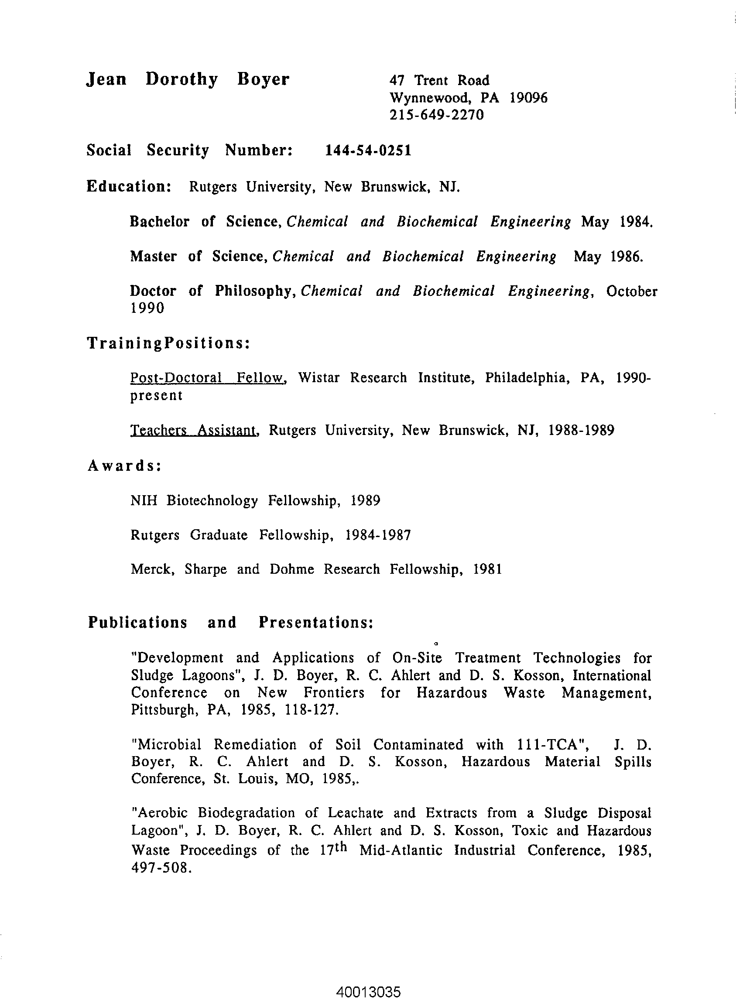 Jean Dorothy Boyer
47 Trent Road
Wynnewood, PA 19096
215-649-2270
Social Security Number: 144-54-0251
Education: Rutgers University, New Brunswick, NJ.
Bachelor of Science, Chemical and Biochemical Engineering May 1984.
Master of Science, Chemical and Biochemical Engineering May 1986.
Doctor of Philosophy, Chemical and Biochemical Engineering, October
1990
TrainingPositions:
Post-Doctoral Fellow, Wistar Research Institute, Philadelphia, PA, 1990-
present
Teachers Assistant, Rutgers University, New Brunswick, NJ, 1988-1989
Awards:
NIH Biotechnology Fellowship, 1989
Rutgers Graduate Fellowship, 1984-1987
Merck, Sharpe and Dohme Research Fellowship, 1981
Publications and Presentations:
"Development and Applications of On-Site Treatment Technologies for
Sludge Lagoons", J. D. Boyer, R. C. Ahlert and D. S. Kosson, International
Conference on New Frontiers for Hazardous Waste Management,
Pittsburgh, PA, 1985, 118-127.
"Microbial Remediation of Soil Contaminated with 111-TCA", J. D.
Boyer, R. C. Ahlert and D. S. Kosson, Hazardous Material Spills
Conference, St. Louis, MO, 1985,.
"Aerobic Biodegradation of Leachate and Extracts from a Sludge Disposal
Lagoon", J. D. Boyer, R. C. Ahlert and D. S. Kosson, Toxic and Hazardous
Waste Proceedings of the 17th Mid-Atlantic Industrial Conference, 1985,
497-508.
40013035